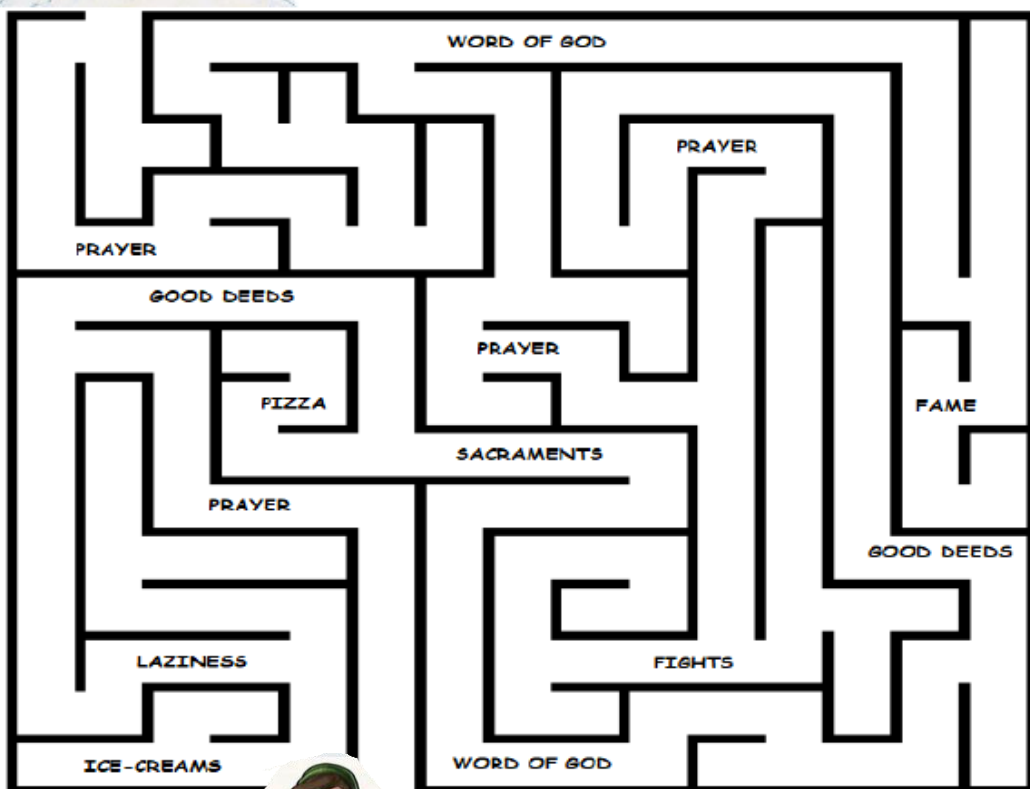 WORD OF GOD
PRAYER
PRAYER
GOOD DEEDS
PRAYER
PIZZA
FAME
SACRAMENTS
PRAYER
GOOD DEEDS
LAZINESS
FIGHTS
ICE-CREAMS
WORD OF GOD